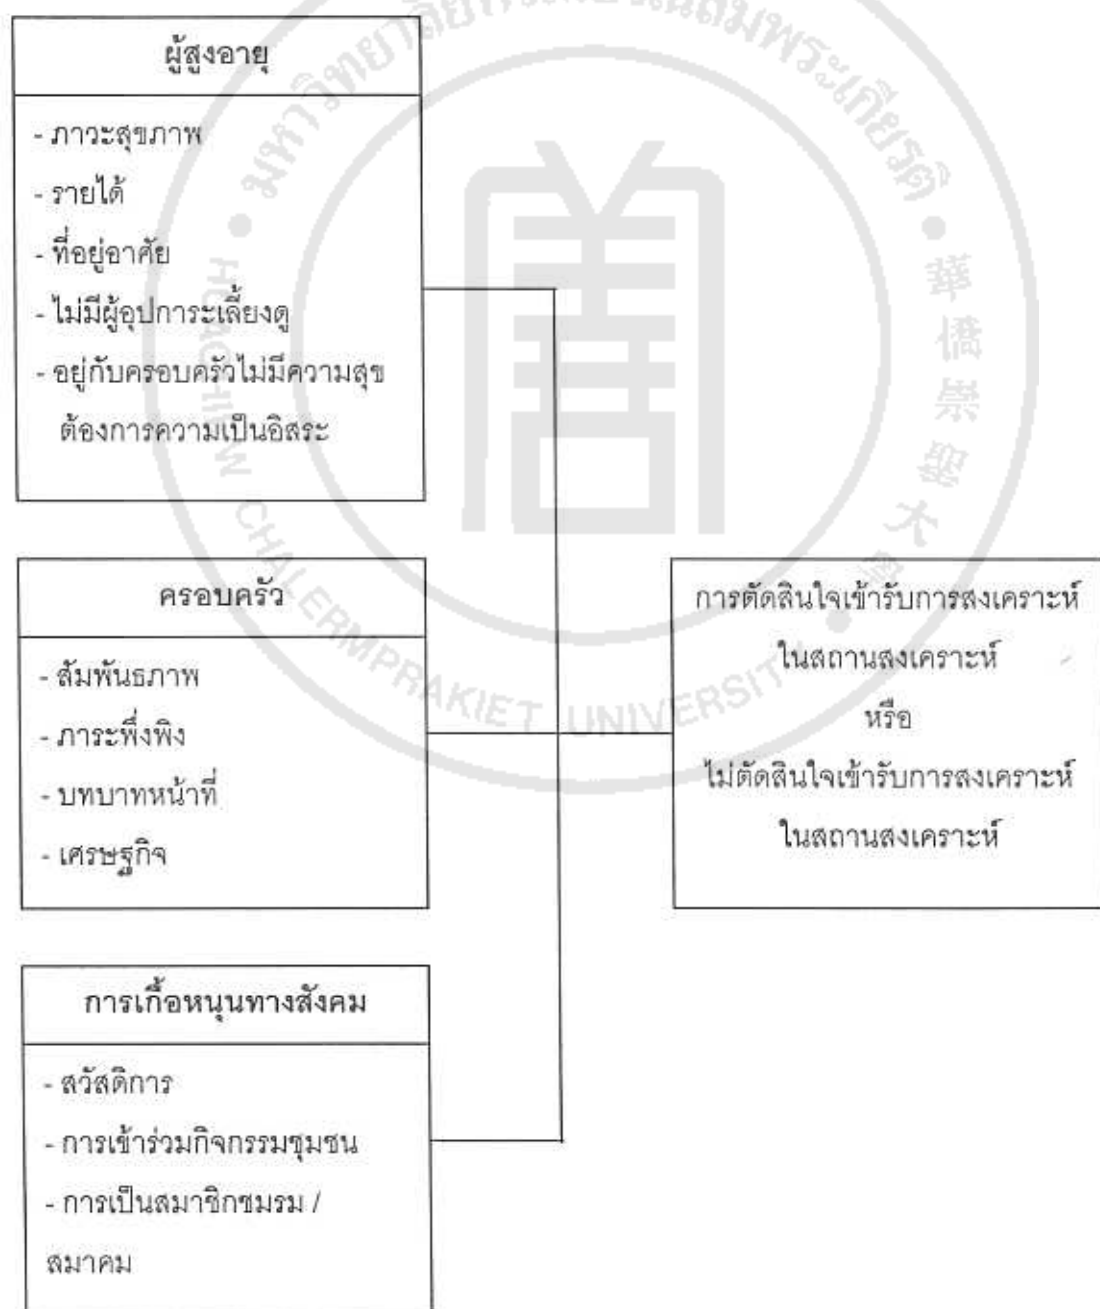 ผู้สูงอายุ
- ภาวะสุขภาพ
- รายได้
- ที่อยู่อาศัย
- ไม่มีผู้อุปการะเลี้ยงดู
- อยู่กับครอบครัวไม่มีความสุข
ต้องการความเป็นอิสระ
ครอบครัว
- สัมพันธภาพ
- ภาระพึ่งพิง
- บทบาทหน้าที่
- เศรษฐกิจ
การเกื้อหนุนทางสังคม
- สวัสดิการ
- การเข้าร่วมกิจกรรมชุมชน
- การเป็นสมาชิกชมรม /
สมาคม
การตัดสินใจเข้ารับการสงเคราะห์
ในสถานสงเคราะห์
หรือ
ไม่ตัดสินใจเข้ารับการสงเคราะห์
ในสถานสงเคราะห์
CHALERMPRAKIET UNIVERSITY
華僑崇聖大學